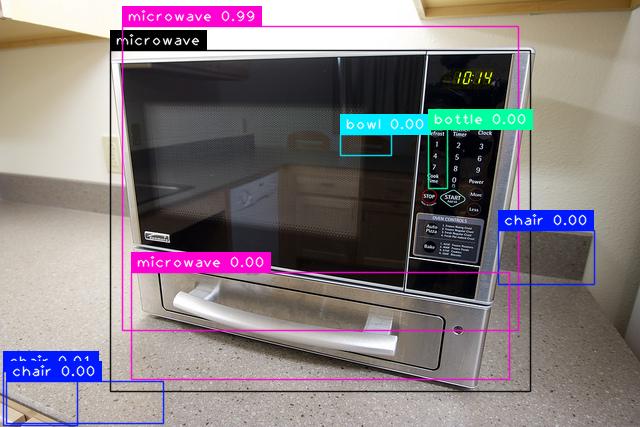 microwave 0.99
microwave
10:14
bowl 0.00
bottle 0.00
Defrost Timer Clock
1 2 3
4 5 6
7 8 9
Cook Time 0 Power
STOP START More
Less
OVEN CONTROLS
Auto Pizza
Bake
chair 0.00
microwave 0.00
chair 0.01
chair 0.00